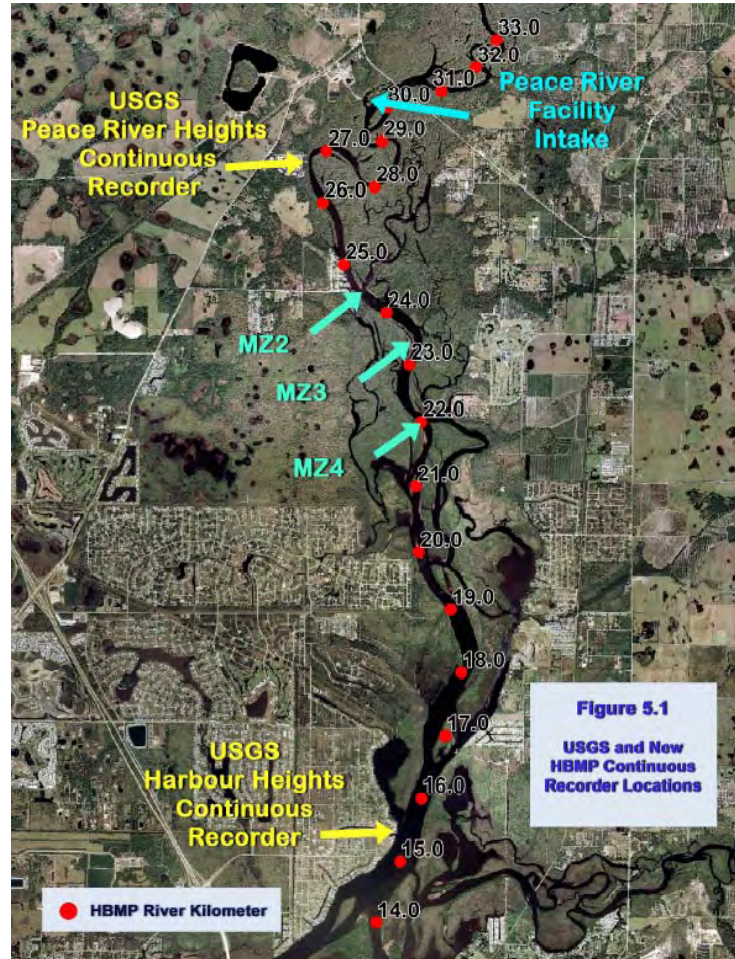 33.0
32.0
31.0
30.0
Peace River
Facility
Intake
USGS
Peace River Heights
Continuous
Recorder
29.0
27.0
28.0
26.0
25.0
24.0
MZ2
23.0
MZ3
22.0
MZ4
21.0
20.0
19.0
18.0
17.0
Figure 5.1
USGS and New
HBMP Continuous
Recorder Locations
USGS
Harbour Heights
Continuous
Recorder
16.0
15.0
14.0
HBMP River Kilometer